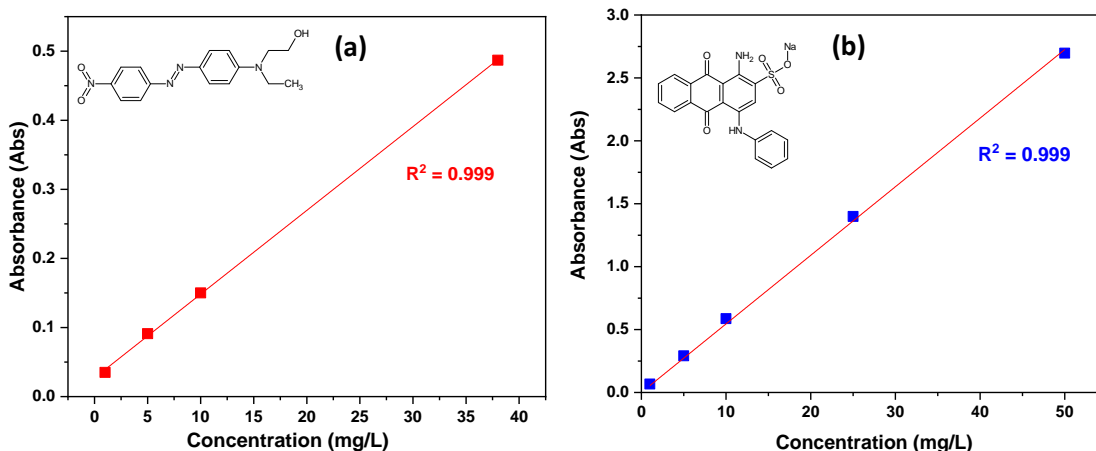 (a)
OH
N
CH₃
N
N
N
O
O
R² = 0.999
0.5
0.4
0.3
0.2
0.1
0.0
Absorbance (Abs)
0 5 10 15 20 25 30 35 40
Concentration (mg/L)
(b)
Na
O
NH₂
O
S
O
O
O
HN
R² = 0.999
3.0
2.5
2.0
1.5
1.0
0.5
0.0
Absorbance (Abs)
0 10 20 30 40 50
Concentration (mg/L)